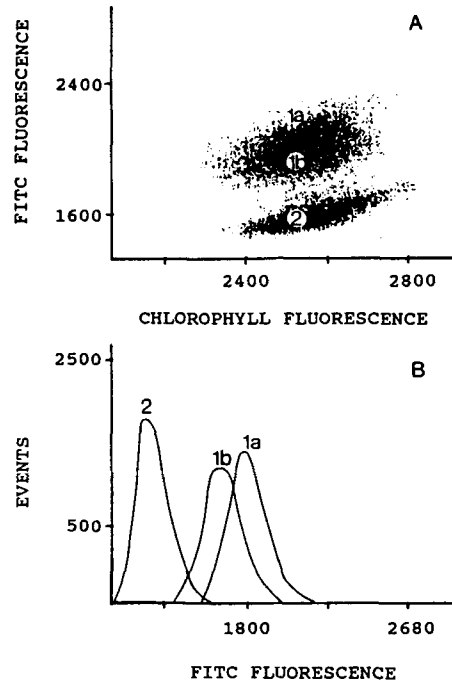 A
FITC FLUORESCENCE
2400
1600
1a
1b
2
2400
2800
CHLOROPHYLL FLUORESCENCE
B
EVENTS
2500
500
2
1b
1a
1800
2680
FITC FLUORESCENCE